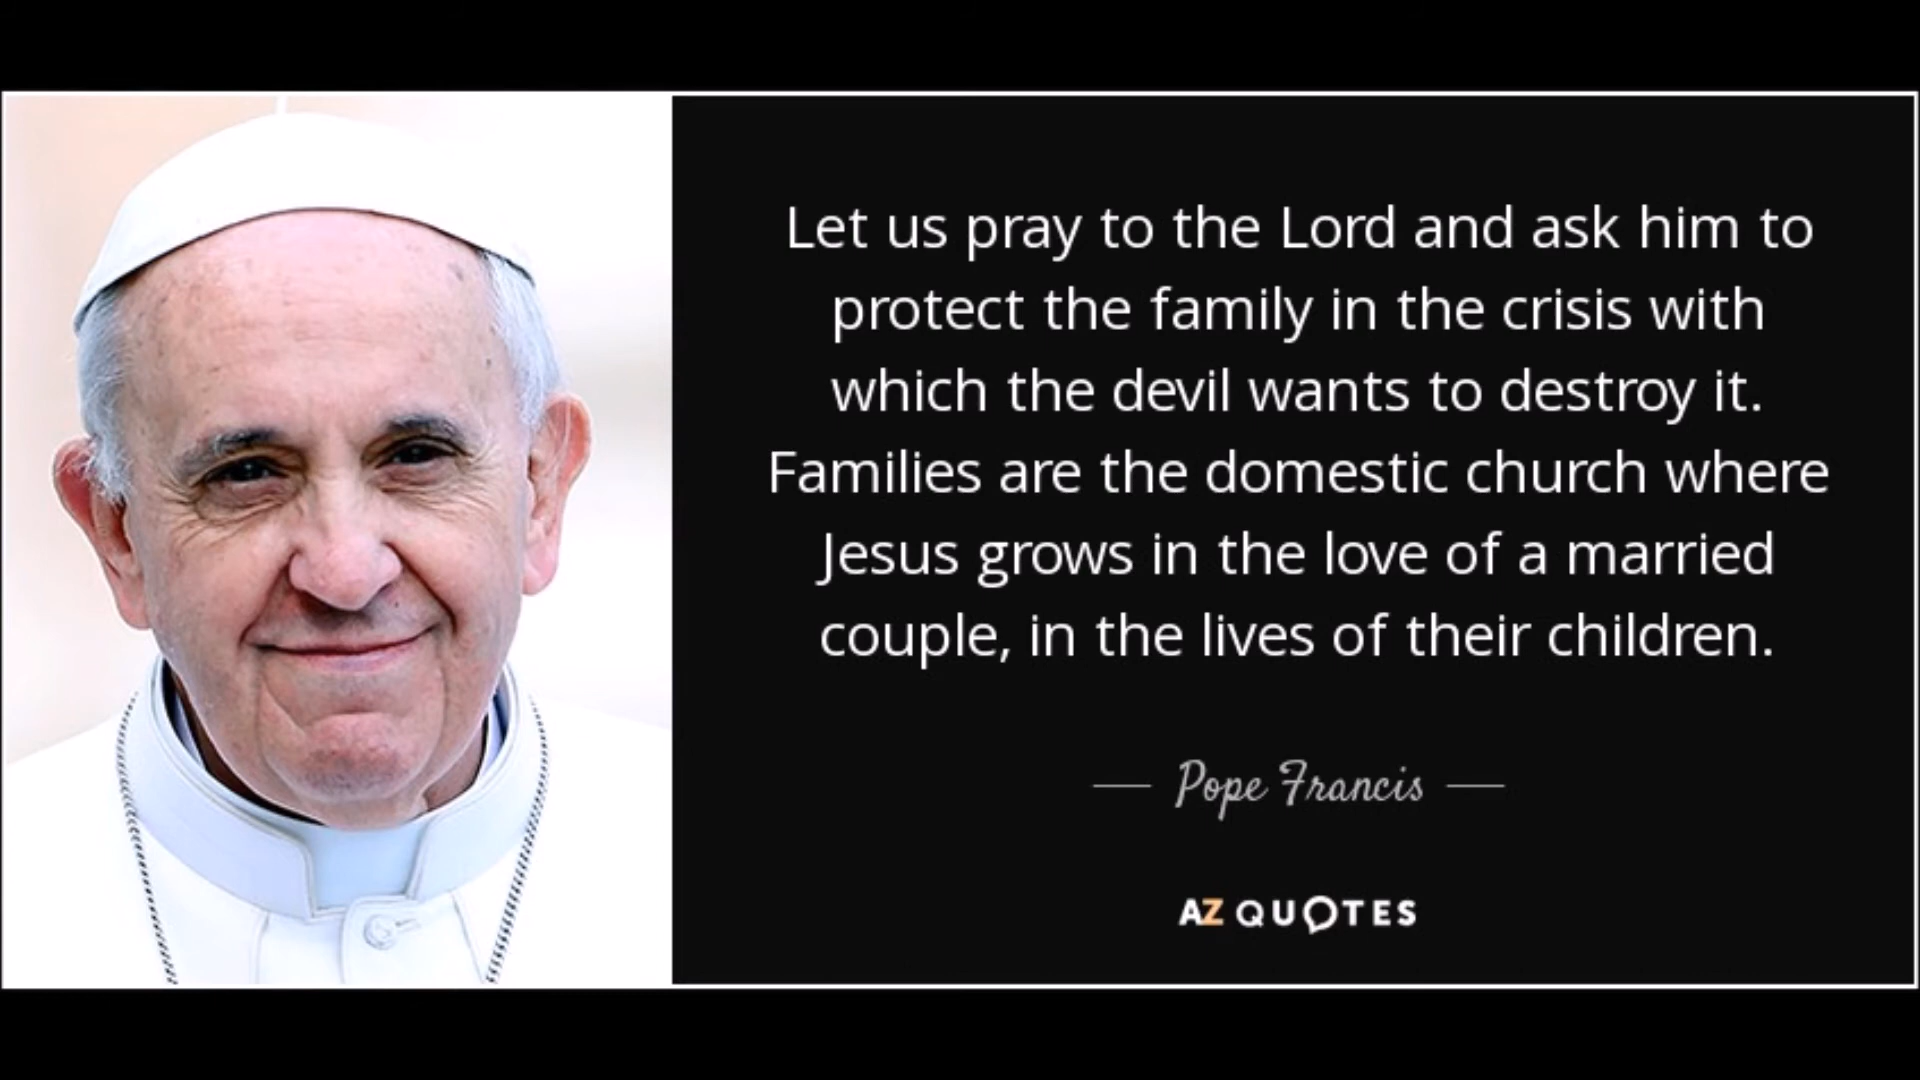 Let us pray to the Lord and ask him to
protect the family in the crisis with
which the devil wants to destroy it.
Families are the domestic church where
Jesus grows in the love of a married
couple, in the lives of their children.
Pope Francis
AZ QUOTES